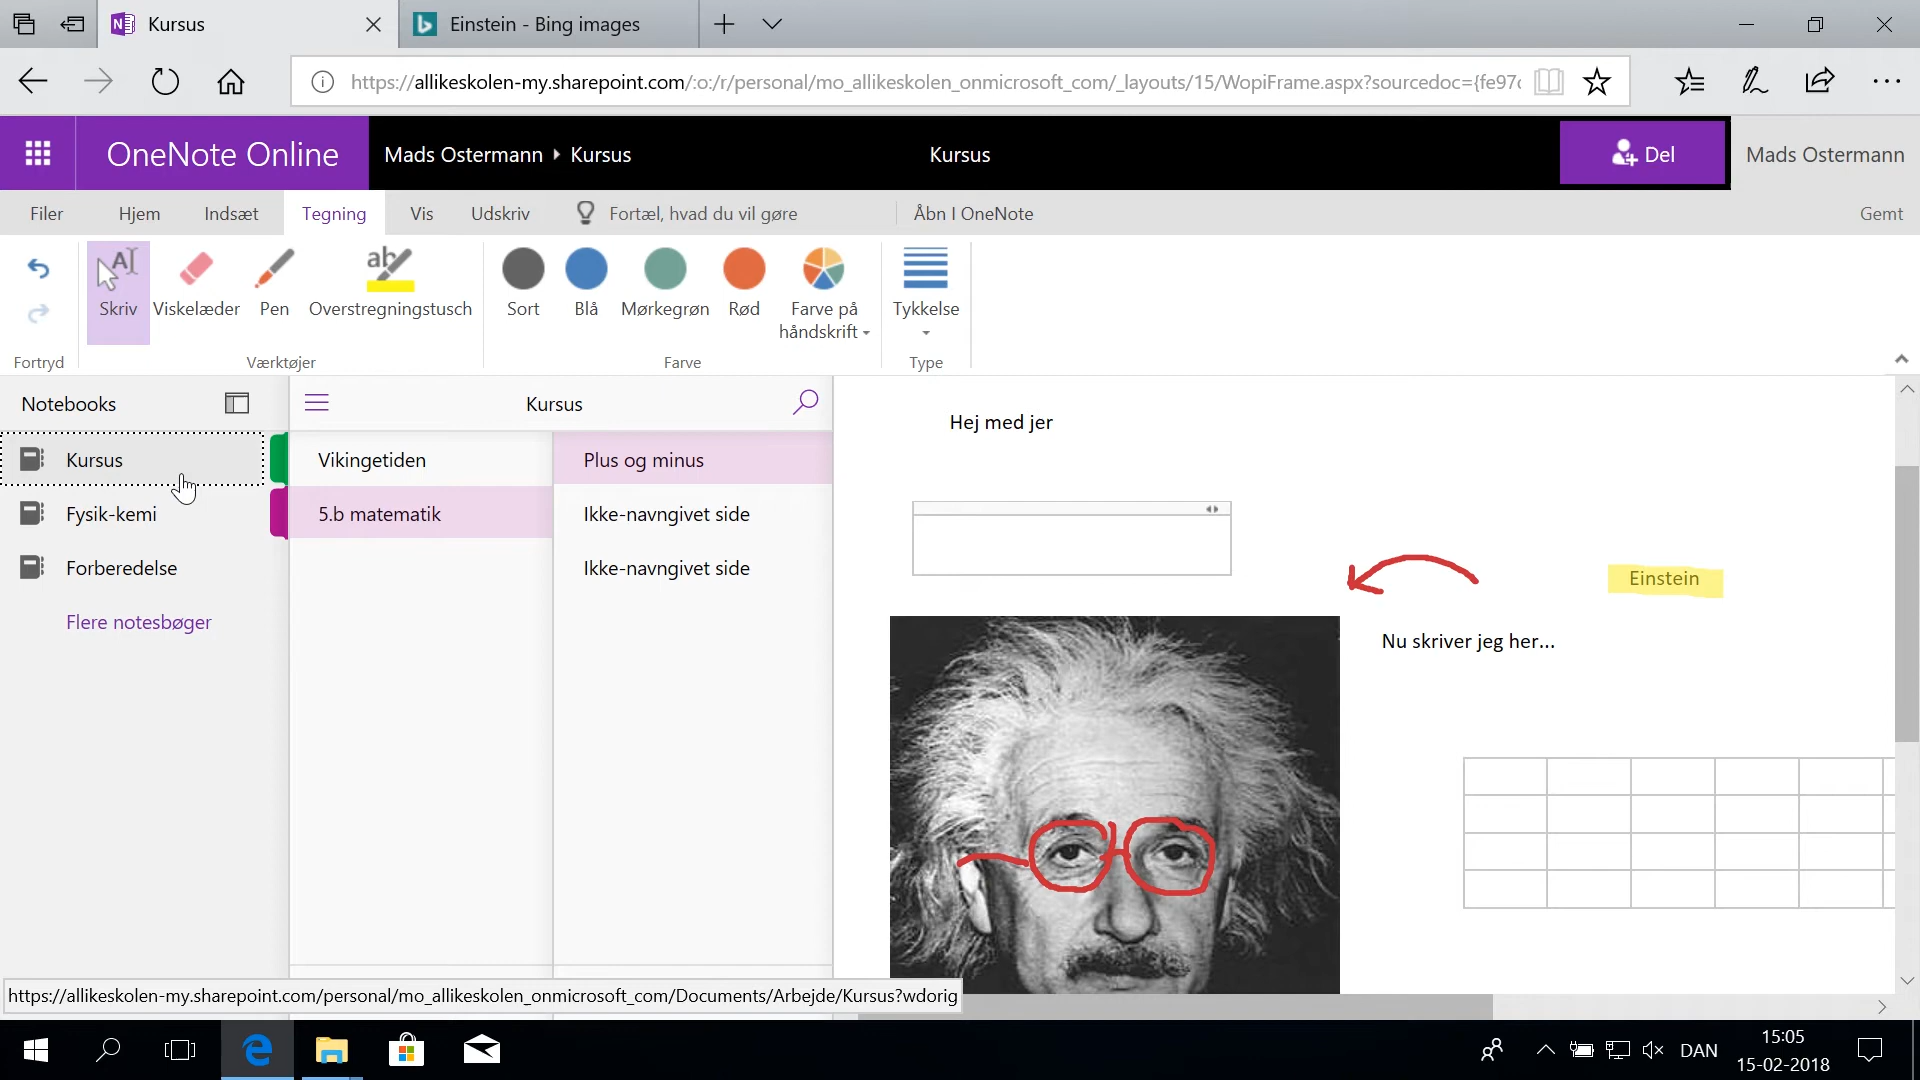 Kursus
Einstein - Bing images
https://allikeskolen-my.sharepoint.com/:o:/r/personal/mo_allikeskolen_onmicrosoft_com/_layouts/15/WopiFrame.aspx?sourcedoc={fe97c
OneNote Online
Mads Ostermann ▸ Kursus
Kursus
Del
Mads Ostermann
Filer
Hjem
Indsæt
Tegning
Vis
Udskriv
Fortæl, hvad du vil gøre
Åbn I OneNote
Gemt
Skriv
Viskelæder
Pen
Overstregningstusch
Sort
Blå
Mørkegrøn
Rød
Farve på
håndskrift
Tykkelse
Fortryd
Værktøjer
Farve
Type
Notebooks
Kursus
Kursus
Vikingetiden
Plus og minus
Fysik-kemi
5.b matematik
Ikke-navngivet side
Forberedelse
Ikke-navngivet side
Flere notesbøger
Hej med jer
Einstein
Nu skriver jeg her...
https://allikeskolen-my.sharepoint.com/personal/mo_allikeskolen_onmicrosoft_com/Documents/Arbejde/Kursus?wdorig
DAN
15:05
15-02-2018